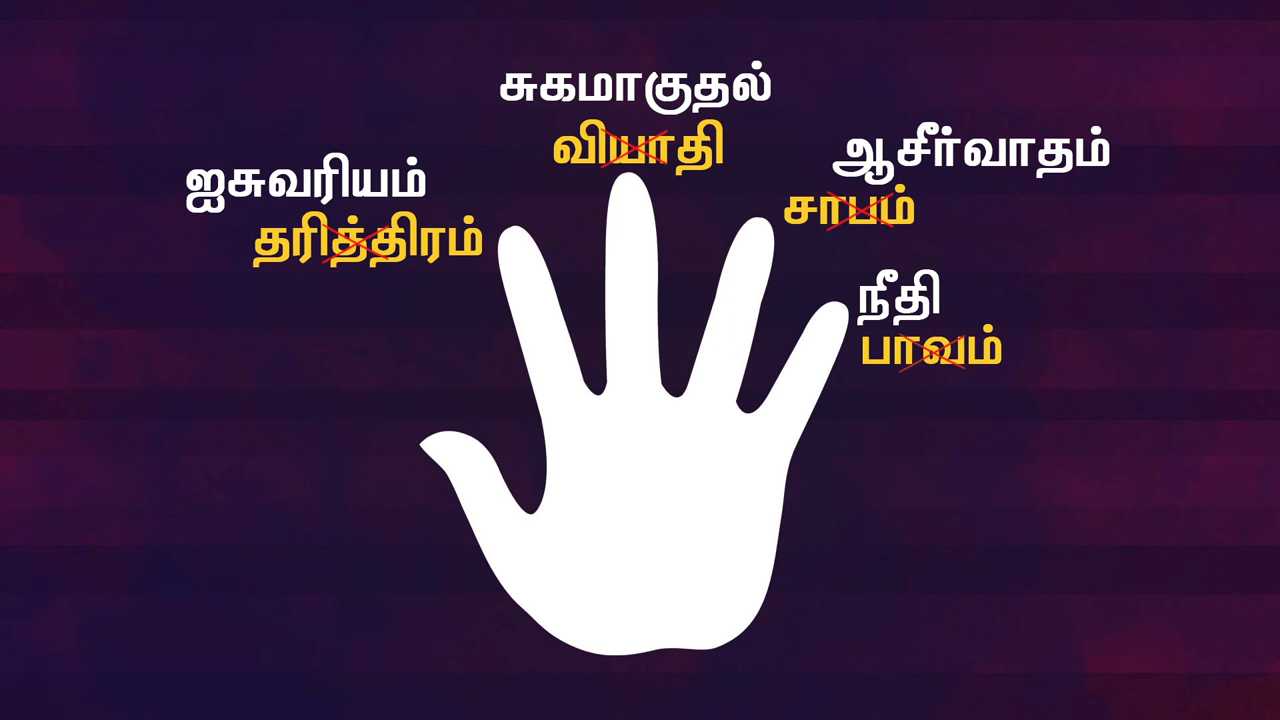 சுகமாகுதல்
வியாதி
ஆசீர்வாதம்
சாபம்
ஐசுவரியம்
தரித்திரம்
நீதி
பாவம்